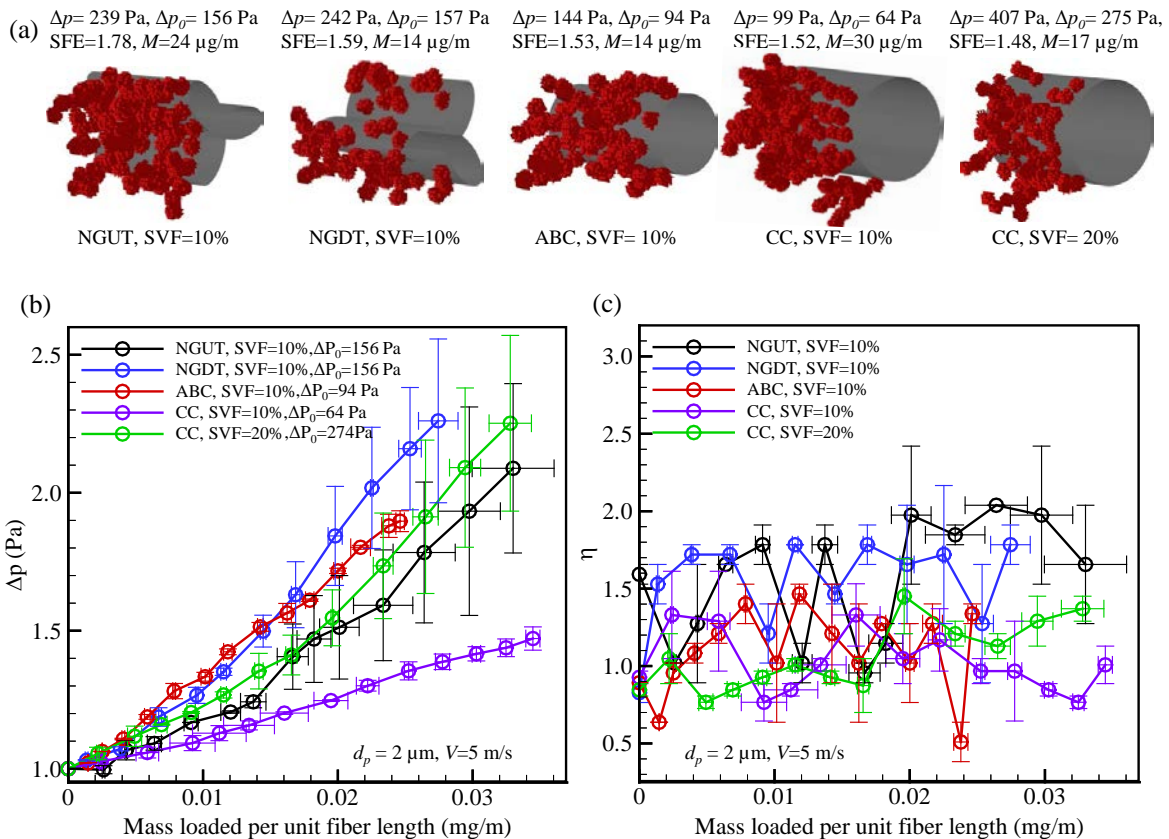 (a)
Δp= 239 Pa, Δp₀= 156 Pa
SFE=1.78, M=24 µg/m
Δp= 242 Pa, Δp₀= 157 Pa
SFE=1.59, M=14 µg/m
Δp= 144 Pa, Δp₀= 94 Pa
SFE=1.53, M=14 µg/m
Δp= 99 Pa, Δp₀= 64 Pa
SFE=1.52, M=30 µg/m
Δp= 407 Pa, Δp₀= 275 Pa,
SFE=1.48, M=17 µg/m
NGUT, SVF=10%
NGDT, SVF=10%
ABC, SVF= 10%
CC, SVF= 10%
CC, SVF= 20%
(b)
NGUT, SVF=10%,ΔP₀=156 Pa
NGDT, SVF=10%,ΔP₀=156 Pa
ABC, SVF=10%,ΔP₀=94 Pa
CC, SVF=10%,ΔP₀=64 Pa
CC, SVF=20%,ΔP₀=274Pa
2.5
2.0
1.5
1.0
Δp (Pa)
dₚ = 2 µm, V=5 m/s
0
0.01
0.02
0.03
Mass loaded per unit fiber length (mg/m)
(c)
NGUT, SVF=10%
NGDT, SVF=10%
ABC, SVF=10%
CC, SVF=10%
CC, SVF=20%
3.0
2.5
2.0
1.5
1.0
0.5
η
dₚ = 2 µm, V=5 m/s
0
0.01
0.02
0.03
Mass loaded per unit fiber length (mg/m)